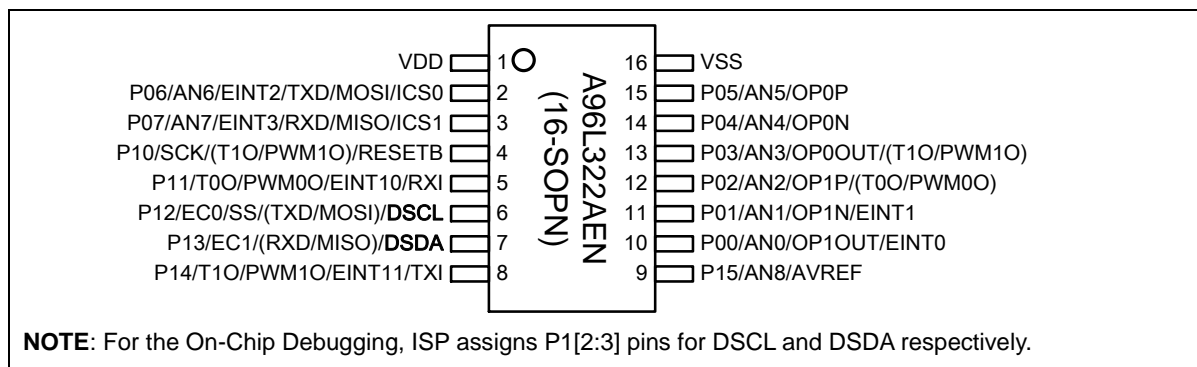 VDD 1 16 VSS
P06/AN6/EINT2/TXD/MOSI/ICS0 2 15 P05/AN5/OP0P
P07/AN7/EINT3/RXD/MISO/ICS1 3 14 P04/AN4/OP0N
P10/SCK/(T1O/PWM1O)/RESETB 4 13 P03/AN3/OP0OUT/(T1O/PWM1O)
P11/T0O/PWM0O/EINT10/RXI 5 12 P02/AN2/OP1P/(T0O/PWM0O)
P12/EC0/SS/(TXD/MOSI)/DSCL 6 11 P01/AN1/OP1N/EINT1
P13/EC1/(RXD/MISO)/DSDA 7 10 P00/AN0/OP1OUT/EINT0
P14/T1O/PWM1O/EINT11/TXI 8 9 P15/AN8/AVREF
A96L322AEN
(16-SOPN)
NOTE: For the On-Chip Debugging, ISP assigns P1[2:3] pins for DSCL and DSDA respectively.